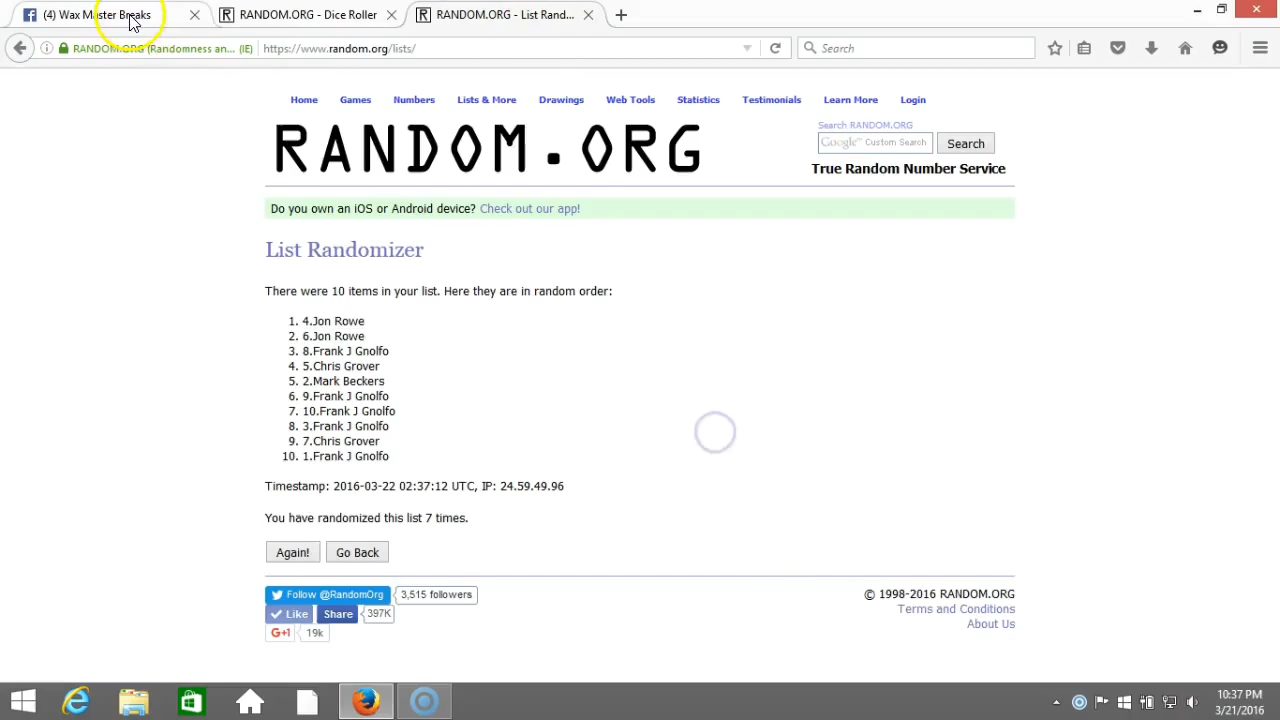 (4) Wax Master Breaks
RANDOM.ORG - Dice Roller
RANDOM.ORG - List Rand...
RANDOM.ORG (Randomness an... (IE)
https://www.random.org/lists/
Search
Home Games Numbers Lists & More Drawings Web Tools Statistics Testimonials Learn More Login
RANDOM.ORG
Search RANDOM.ORG
Google™ Custom Search
Search
True Random Number Service
Do you own an iOS or Android device? Check out our app!
List Randomizer
There were 10 items in your list. Here they are in random order:
1. 4.Jon Rowe
2. 6.Jon Rowe
3. 8.Frank J Gnolfo
4. 5.Chris Grover
5. 2.Mark Beckers
6. 9.Frank J Gnolfo
7. 10.Frank J Gnolfo
8. 3.Frank J Gnolfo
9. 7.Chris Grover
10. 1.Frank J Gnolfo
Timestamp: 2016-03-22 02:37:12 UTC, IP: 24.59.49.96
You have randomized this list 7 times.
Again! Go Back
Follow @RandomOrg 3,515 followers
Like Share 397K
G+1 19k
© 1998-2016 RANDOM.ORG
Terms and Conditions
About Us
10:37 PM
3/21/2016